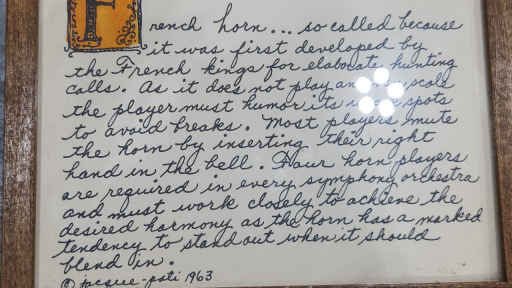 French horn... so called because
it was first developed by
the French kings for elaborate hunting
calls. As it does not play
the player must humor its spots
to avoid breaks. Most players mute
the horn by inserting their right
hand in the bell. Four horn players
are required in every symphony orchestra
and must work closely to achieve the
desired harmony as the horn has a marked
tendency to stand out when it should
blend in.
© jacque-pati 1963